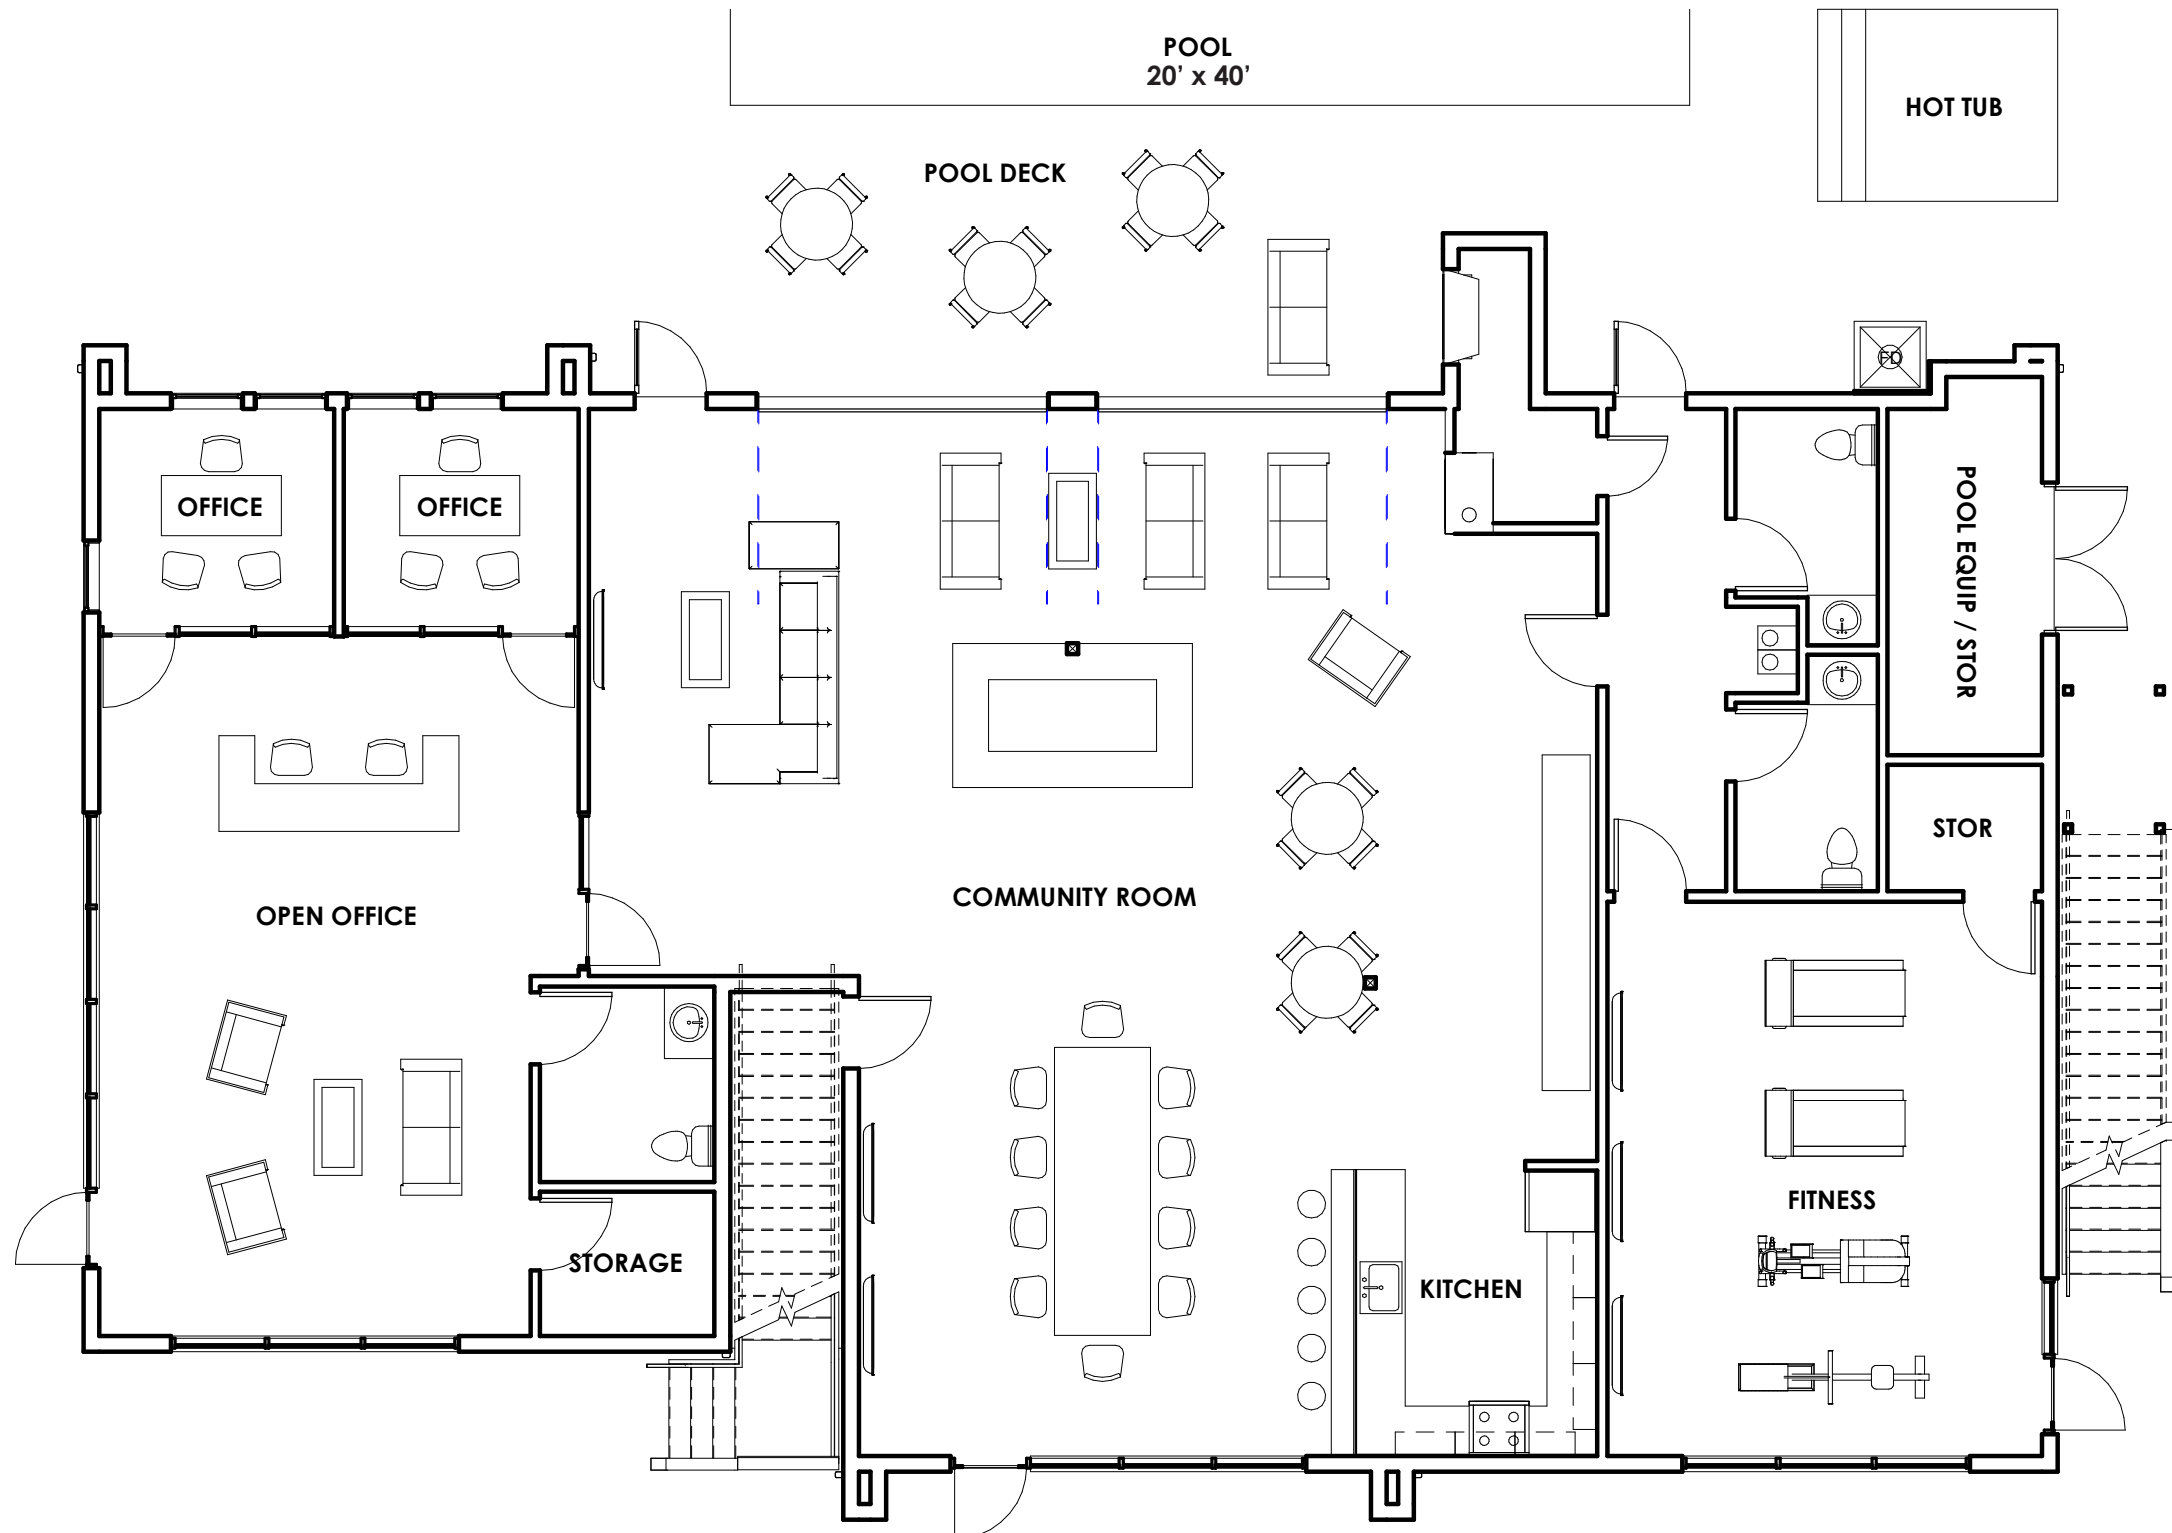 POOL
20’ x 40’
HOT TUB
POOL DECK
FD
OFFICE
OFFICE
POOL EQUIP / STOR
STOR
COMMUNITY ROOM
OPEN OFFICE
FITNESS
STORAGE
KITCHEN